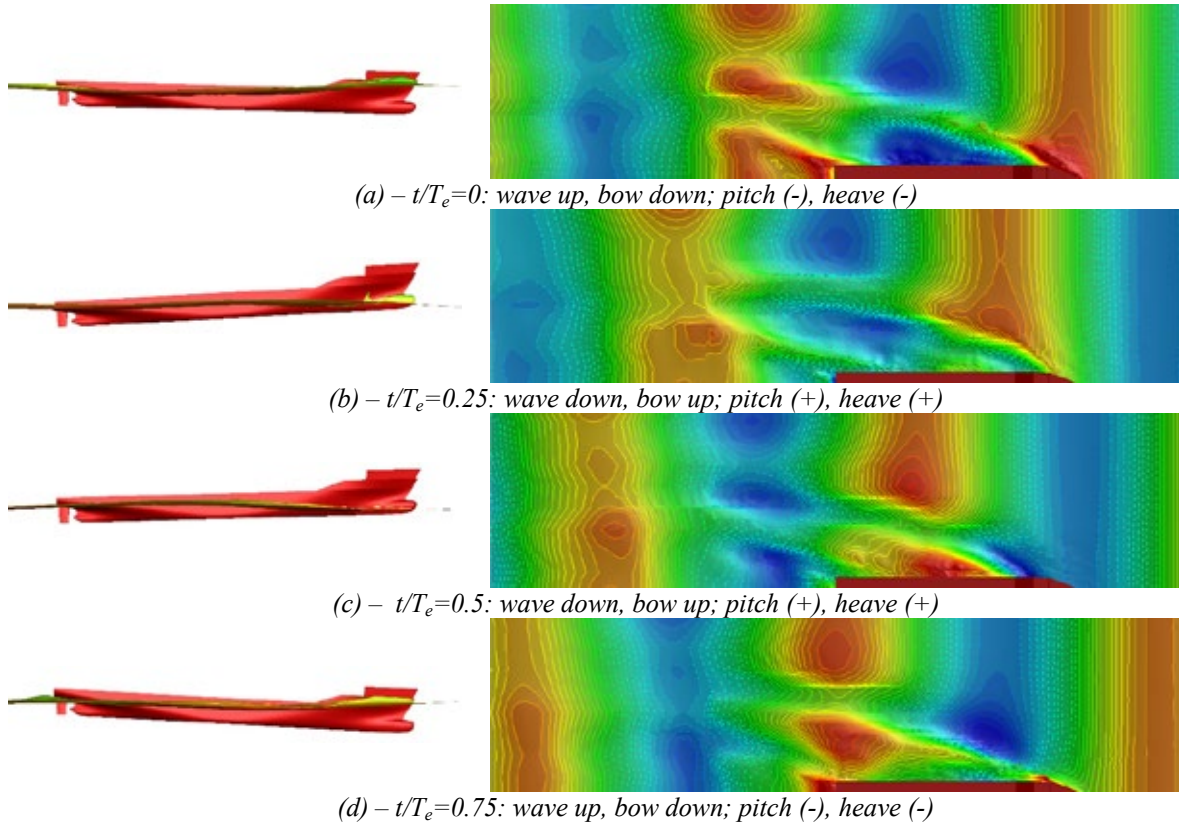 (a) – t/Te=0: wave up, bow down; pitch (-), heave (-)
(b) – t/Te=0.25: wave down, bow up; pitch (+), heave (+)
(c) – t/Te=0.5: wave down, bow up; pitch (+), heave (+)
(d) – t/Te=0.75: wave up, bow down; pitch (-), heave (-)